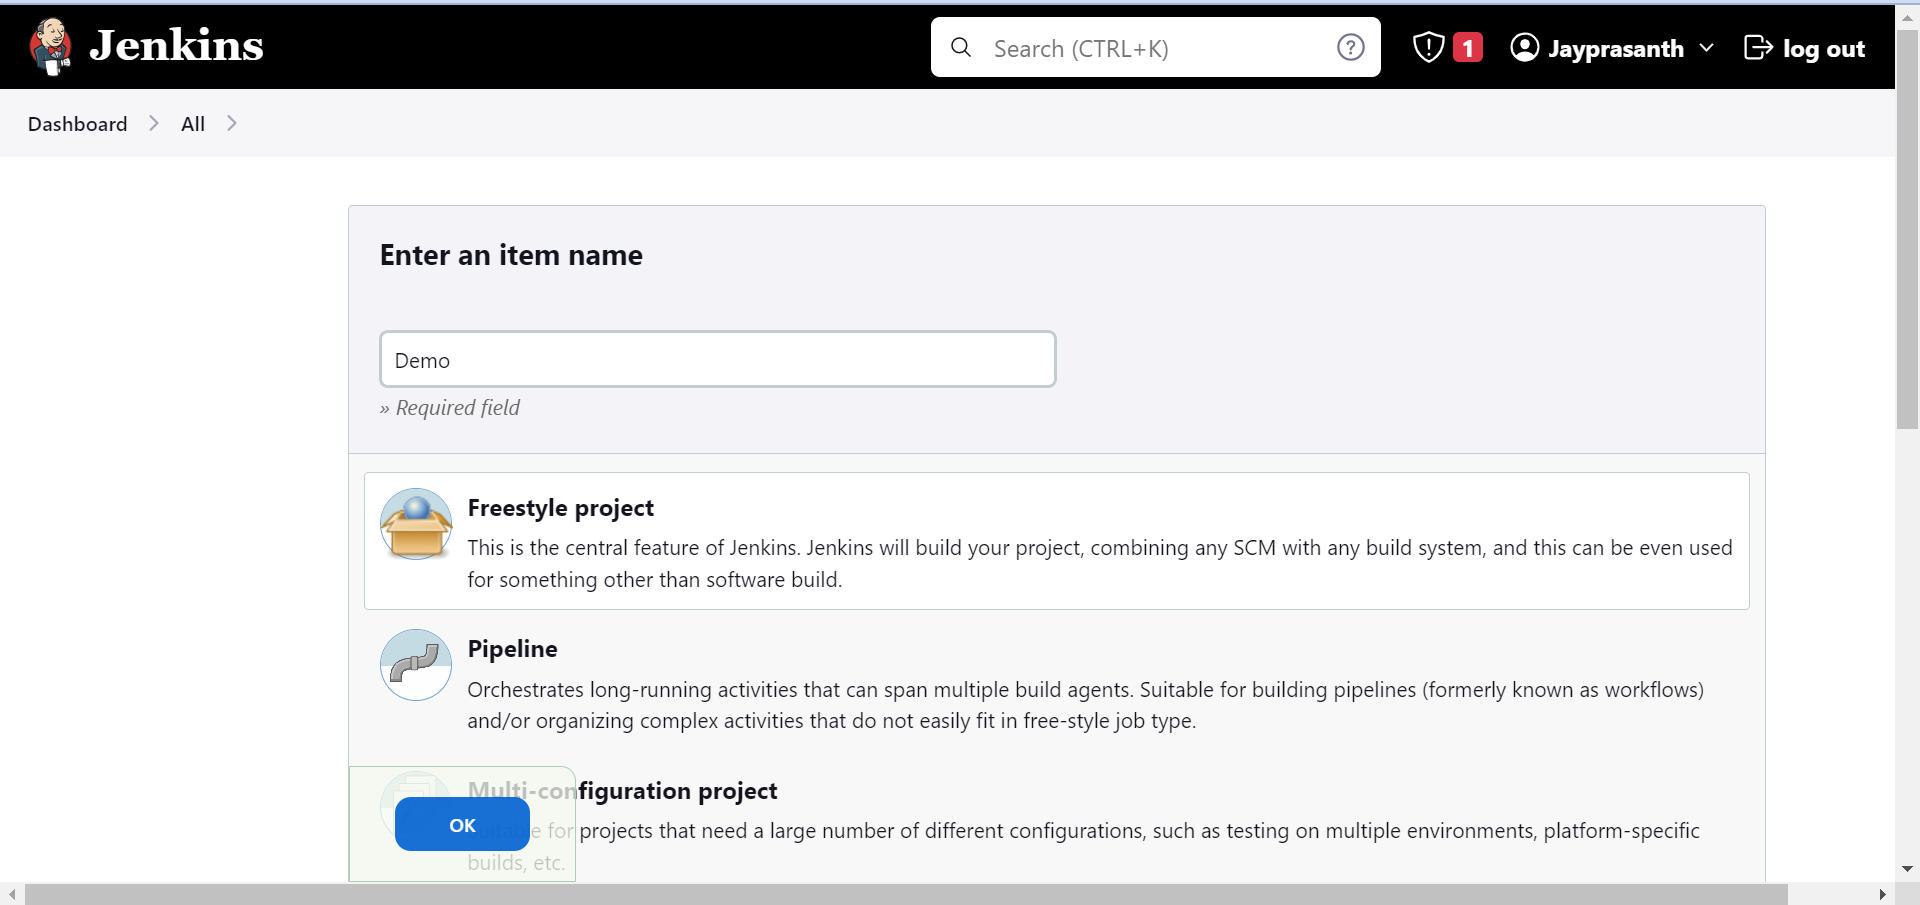 Jenkins
Search (CTRL+K)
1
Jayprasanth
log out
Dashboard
All
Enter an item name
Demo
» Required field
Freestyle project
This is the central feature of Jenkins. Jenkins will build your project, combining any SCM with any build system, and this can be even used
for something other than software build.
Pipeline
Orchestrates long-running activities that can span multiple build agents. Suitable for building pipelines (formerly known as workflows)
and/or organizing complex activities that do not easily fit in free-style job type.
Multi-configuration project
OK
for projects that need a large number of different configurations, such as testing on multiple environments, platform-specific
builds, etc.